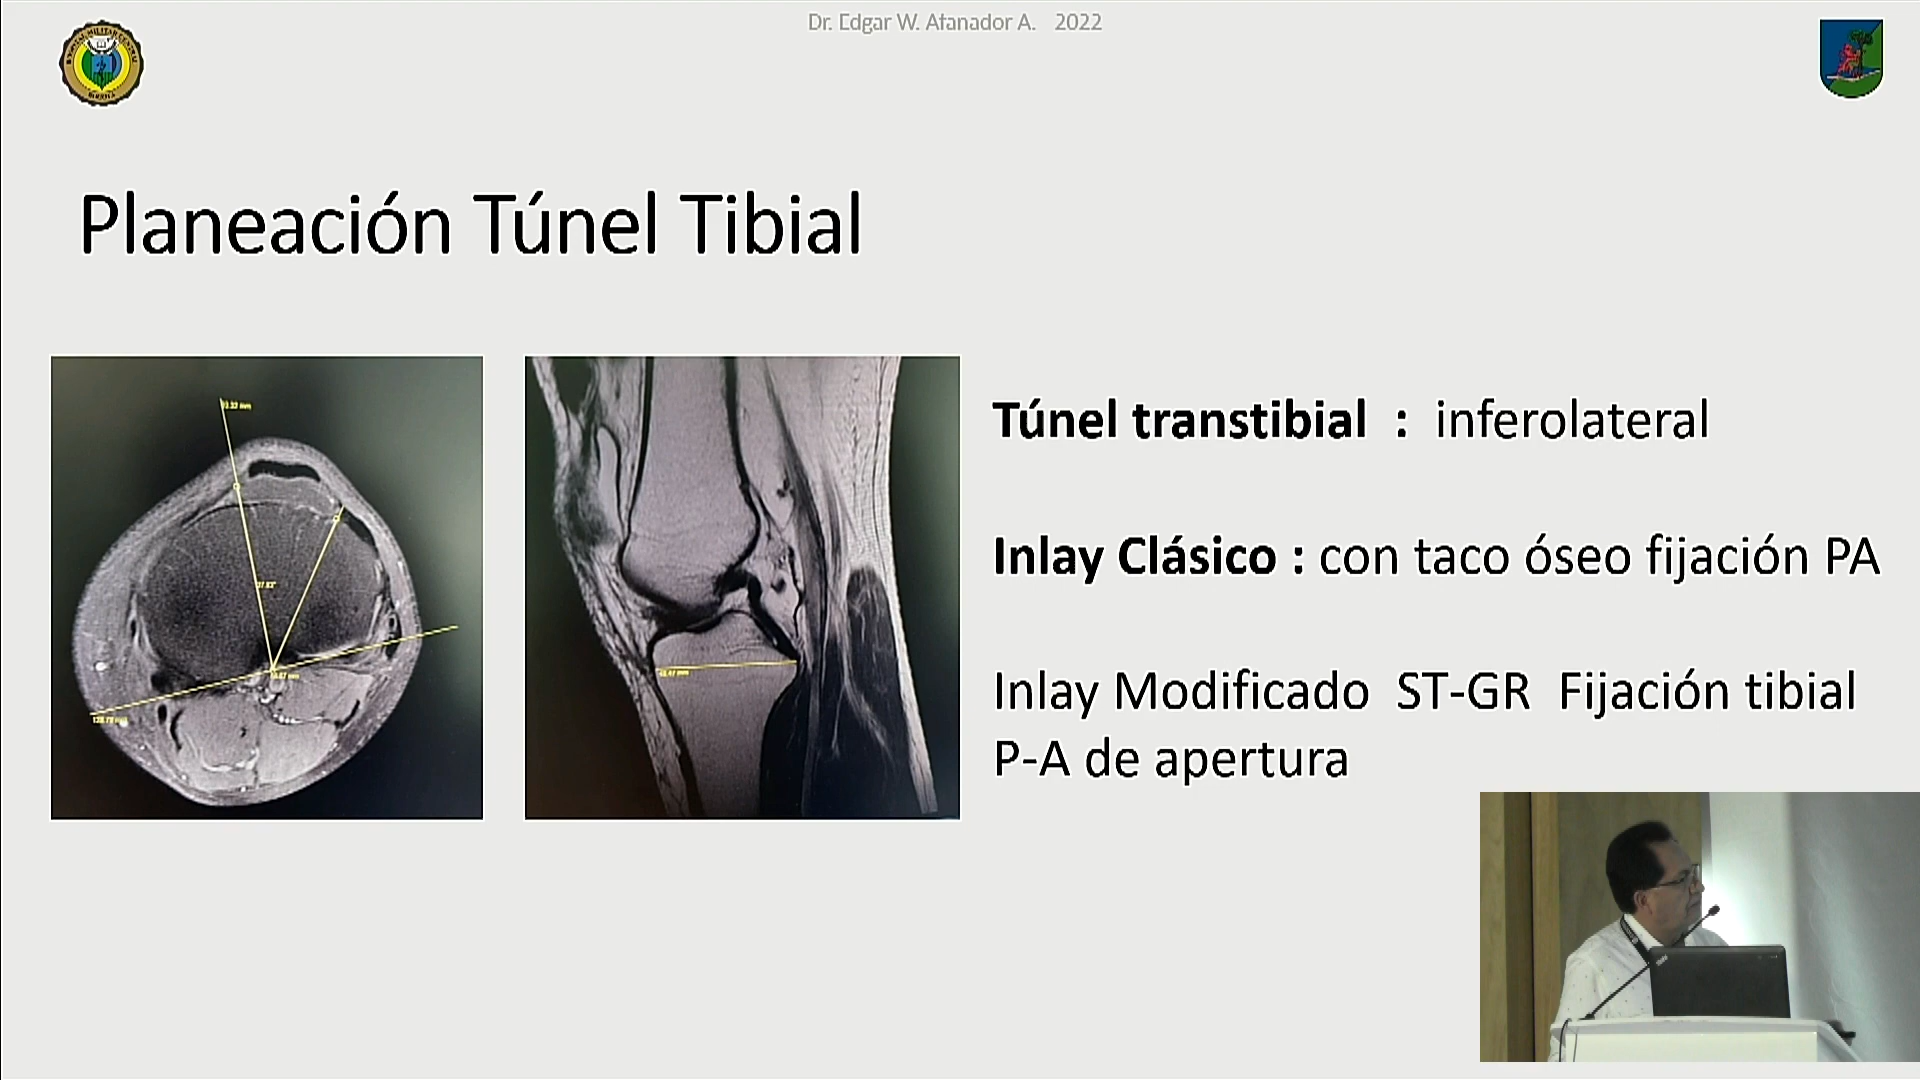 Dr. Edgar W. Afanador A. 2022
Planeación Túnel Tibial
Túnel transtibial : inferolateral
Inlay Clásico : con taco óseo fijación PA
Inlay Modificado ST-GR Fijación tibial
P-A de apertura